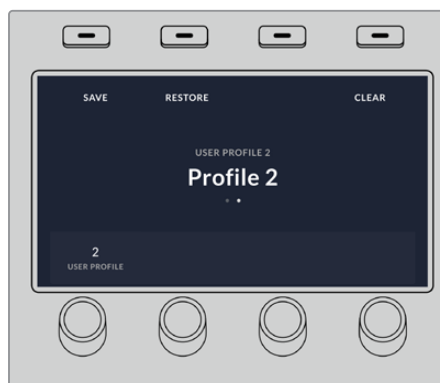 SAVE RESTORE CLEAR
USER PROFILE 2
Profile 2
2
USER PROFILE